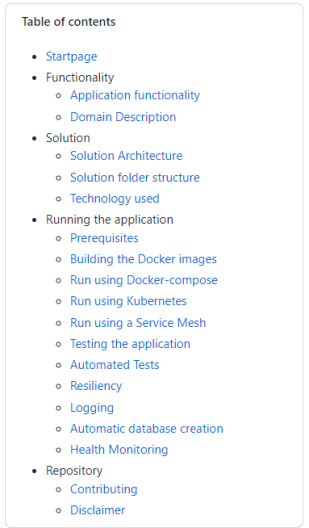 Table of contents
Startpage
Functionality
Application functionality
Domain Description
Solution
Solution Architecture
Solution folder structure
Technology used
Running the application
Prerequisites
Building the Docker images
Run using Docker-compose
Run using Kubernetes
Run using a Service Mesh
Testing the application
Automated Tests
Resiliency
Logging
Automatic database creation
Health Monitoring
Repository
Contributing
Disclaimer